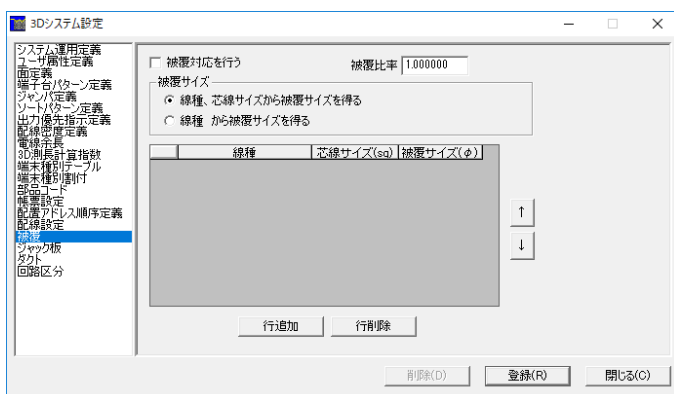 3Dシステム設定
システム運用定義
ユーザ属性定義
面定義
端子台パターン定義
ジャンパ定義
ソートパターン定義
出力優先指示定義
配線密度定義
電線余長
3D測長計算指数
端末種別テーブル
端末種別割付
部品コード
帳票設定
配置アドレス順序定義
配線設定
被覆
ジャック板
ダクト
回路区分
被覆対応を行う
被覆比率 1.000000
被覆サイズ
線種、芯線サイズから被覆サイズを得る
線種 から被覆サイズを得る
線種 芯線サイズ(sq) 被覆サイズ(φ)
↑
↓
行追加 行削除
削除(D) 登録(R) 閉じる(C)